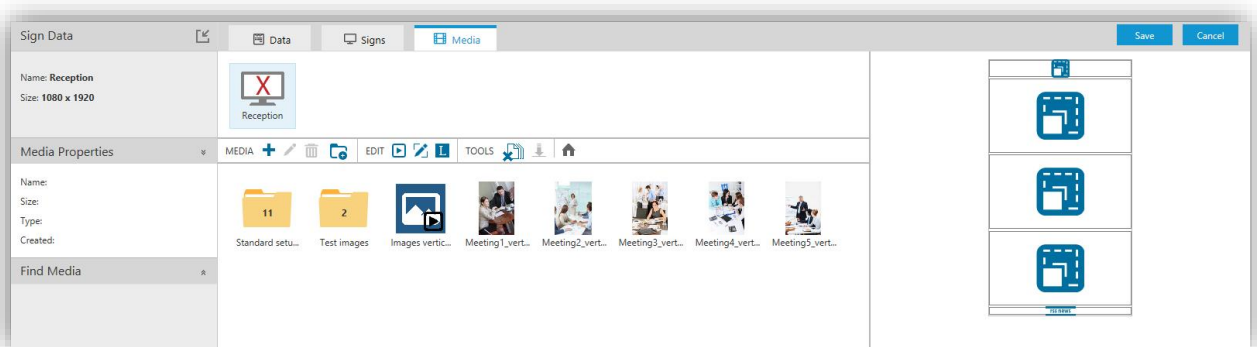 Sign Data
Data
Signs
Media
Save
Cancel
Name: Reception
Size: 1080 x 1920
Reception
Media Properties
MEDIA
EDIT
L
TOOLS
Name:
Size:
Type:
Created:
11
2
Standard setu...
Test images
Images vertic...
Meeting1_vert...
Meeting2_vert...
Meeting3_vert...
Meeting4_vert...
Meeting5_vert...
Find Media